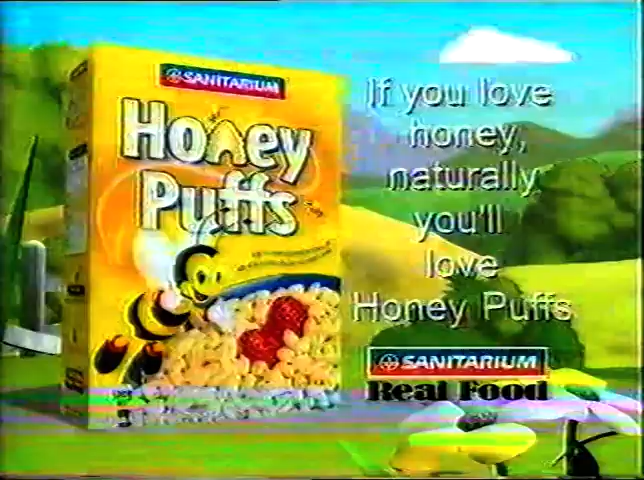 SANITARIUM
Honey
Puffs
If you love
honey,
naturally
you'll
love
Honey Puffs
SANITARIUM
Real Food